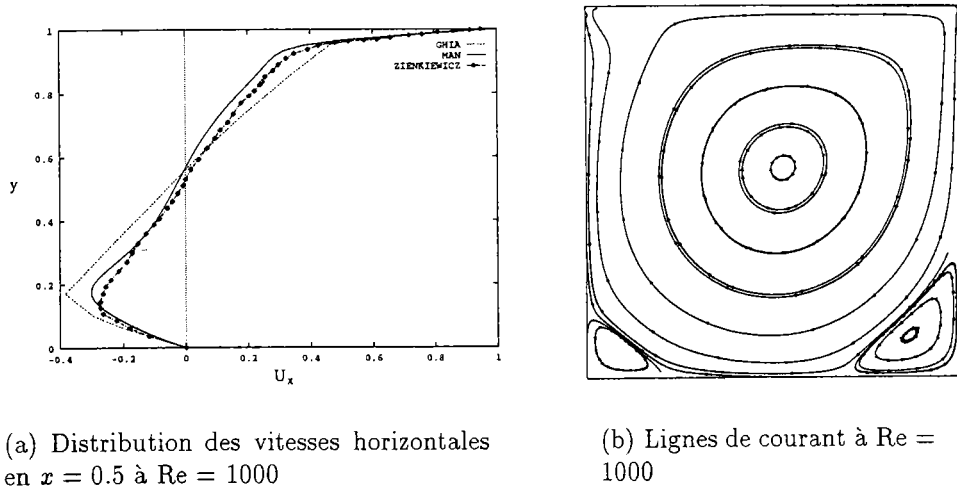 1
GHIA
MAN
ZIENKIEWICZ
0.8
0.6
y
0.4
0.2
0
-0.4 -0.2 0 0.2 0.4 0.6 0.8 1
Ux
(a) Distribution des vitesses horizontales
en x = 0.5 à Re = 1000
(b) Lignes de courant à Re =
1000